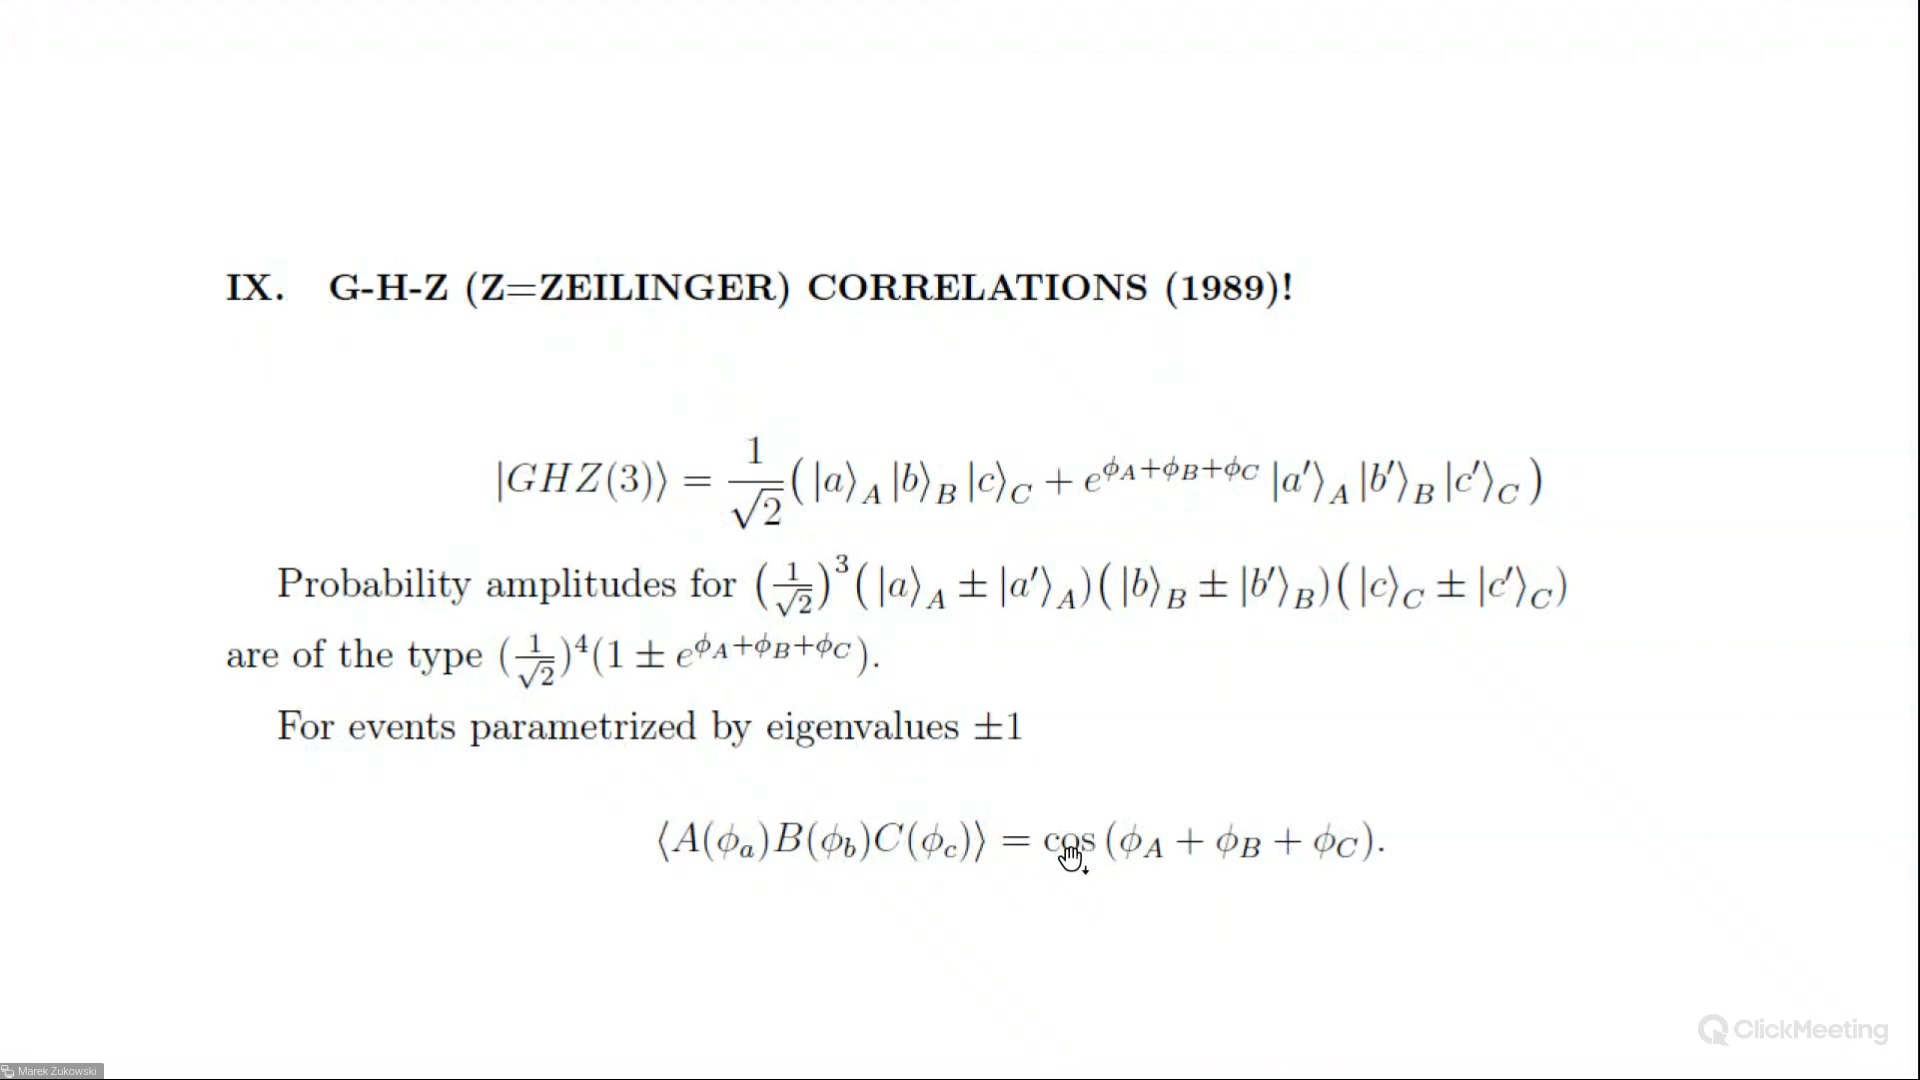 IX. G-H-Z (Z=ZEILINGER) CORRELATIONS (1989)!
|GHZ(3)⟩ = 1/√2 (|a⟩_A |b⟩_B |c⟩_C + e^{ϕ_A+ϕ_B+ϕ_C} |a′⟩_A |b′⟩_B |c′⟩_C)
Probability amplitudes for (1/√2)^3 (|a⟩_A ± |a′⟩_A)(|b⟩_B ± |b′⟩_B)(|c⟩_C ± |c′⟩_C)
are of the type (1/√2)^4 (1 ± e^{ϕ_A+ϕ_B+ϕ_C}).
For events parametrized by eigenvalues ±1
⟨A(ϕ_a)B(ϕ_b)C(ϕ_c)⟩ = cos (ϕ_A + ϕ_B + ϕ_C).
ClickMeeting
Marek Żukowski